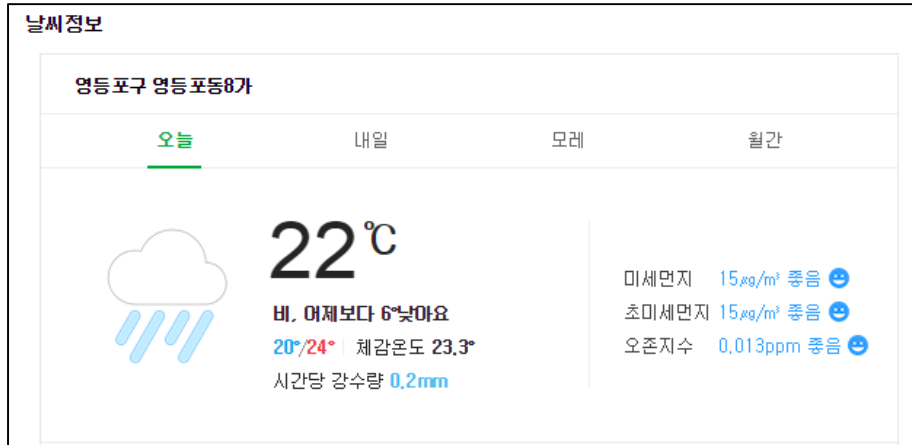 날씨정보
영등포구 영등포동8가
오늘 내일 모레 월간
22℃
비, 어제보다 6°낮아요
20°/24° 체감온도 23.3°
시간당 강수량 0.2mm
미세먼지 15㎍/m³ 좋음
초미세먼지 15㎍/m³ 좋음
오존지수 0.013ppm 좋음